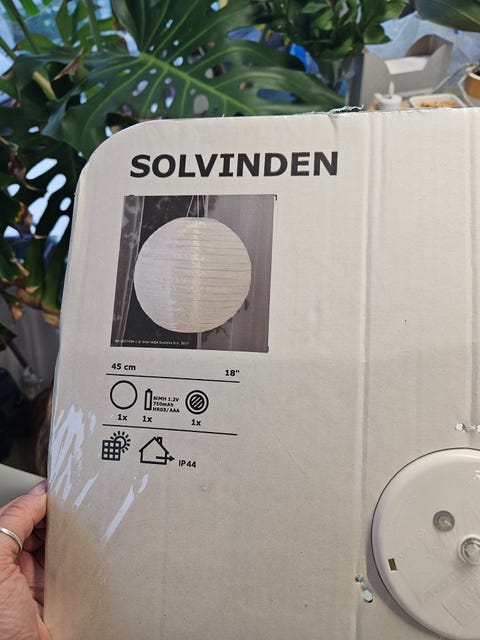 SOLVINDEN
45 cm 18"
NiMH 1.2V
750mAh
HR03/AAA
1x 1x 1x
IP44